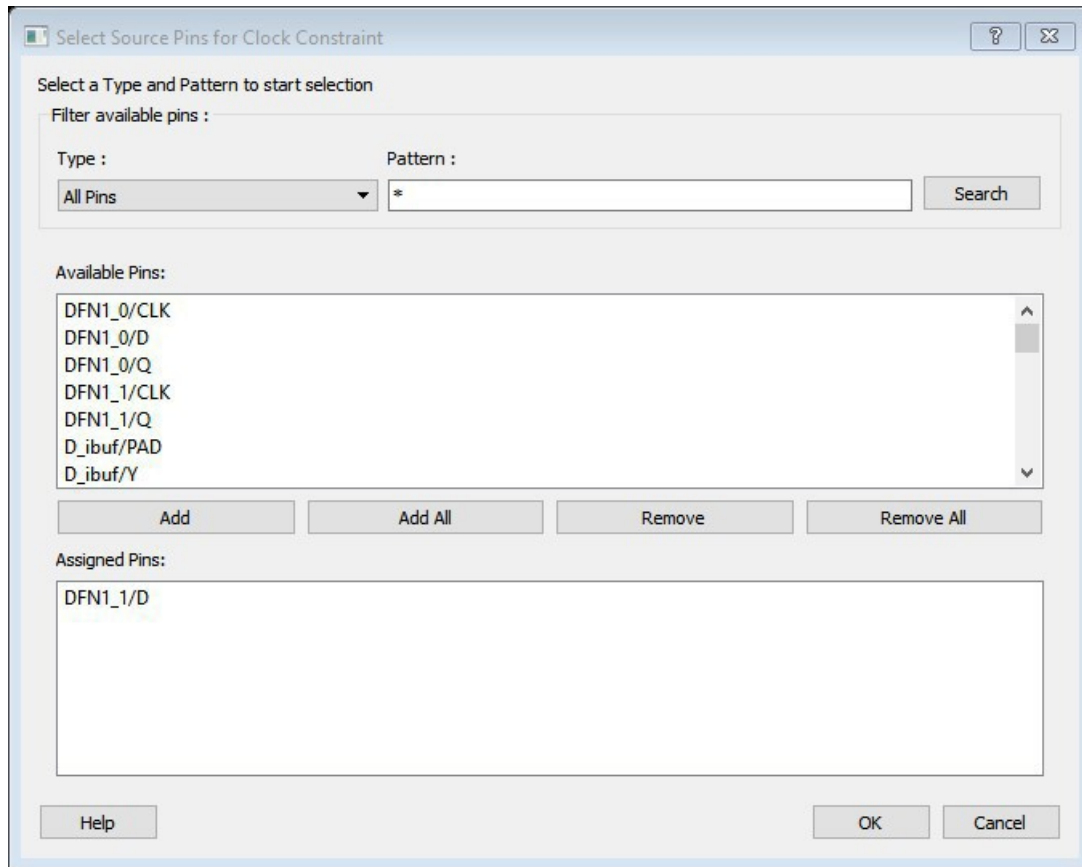 Select Source Pins for Clock Constraint
Select a Type and Pattern to start selection
Filter available pins :
Type :
Pattern :
All Pins
*
Search
Available Pins:
DFN1_0/CLK
DFN1_0/D
DFN1_0/Q
DFN1_1/CLK
DFN1_1/Q
D_ibuf/PAD
D_ibuf/Y
Add
Add All
Remove
Remove All
Assigned Pins:
DFN1_1/D
Help
OK
Cancel